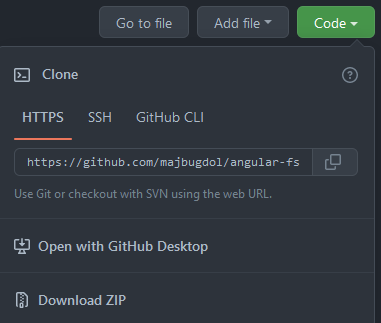 Go to file Add file Code
Clone
HTTPS SSH GitHub CLI
https://github.com/majbugdol/angular-fs
Use Git or checkout with SVN using the web URL.
Open with GitHub Desktop
Download ZIP